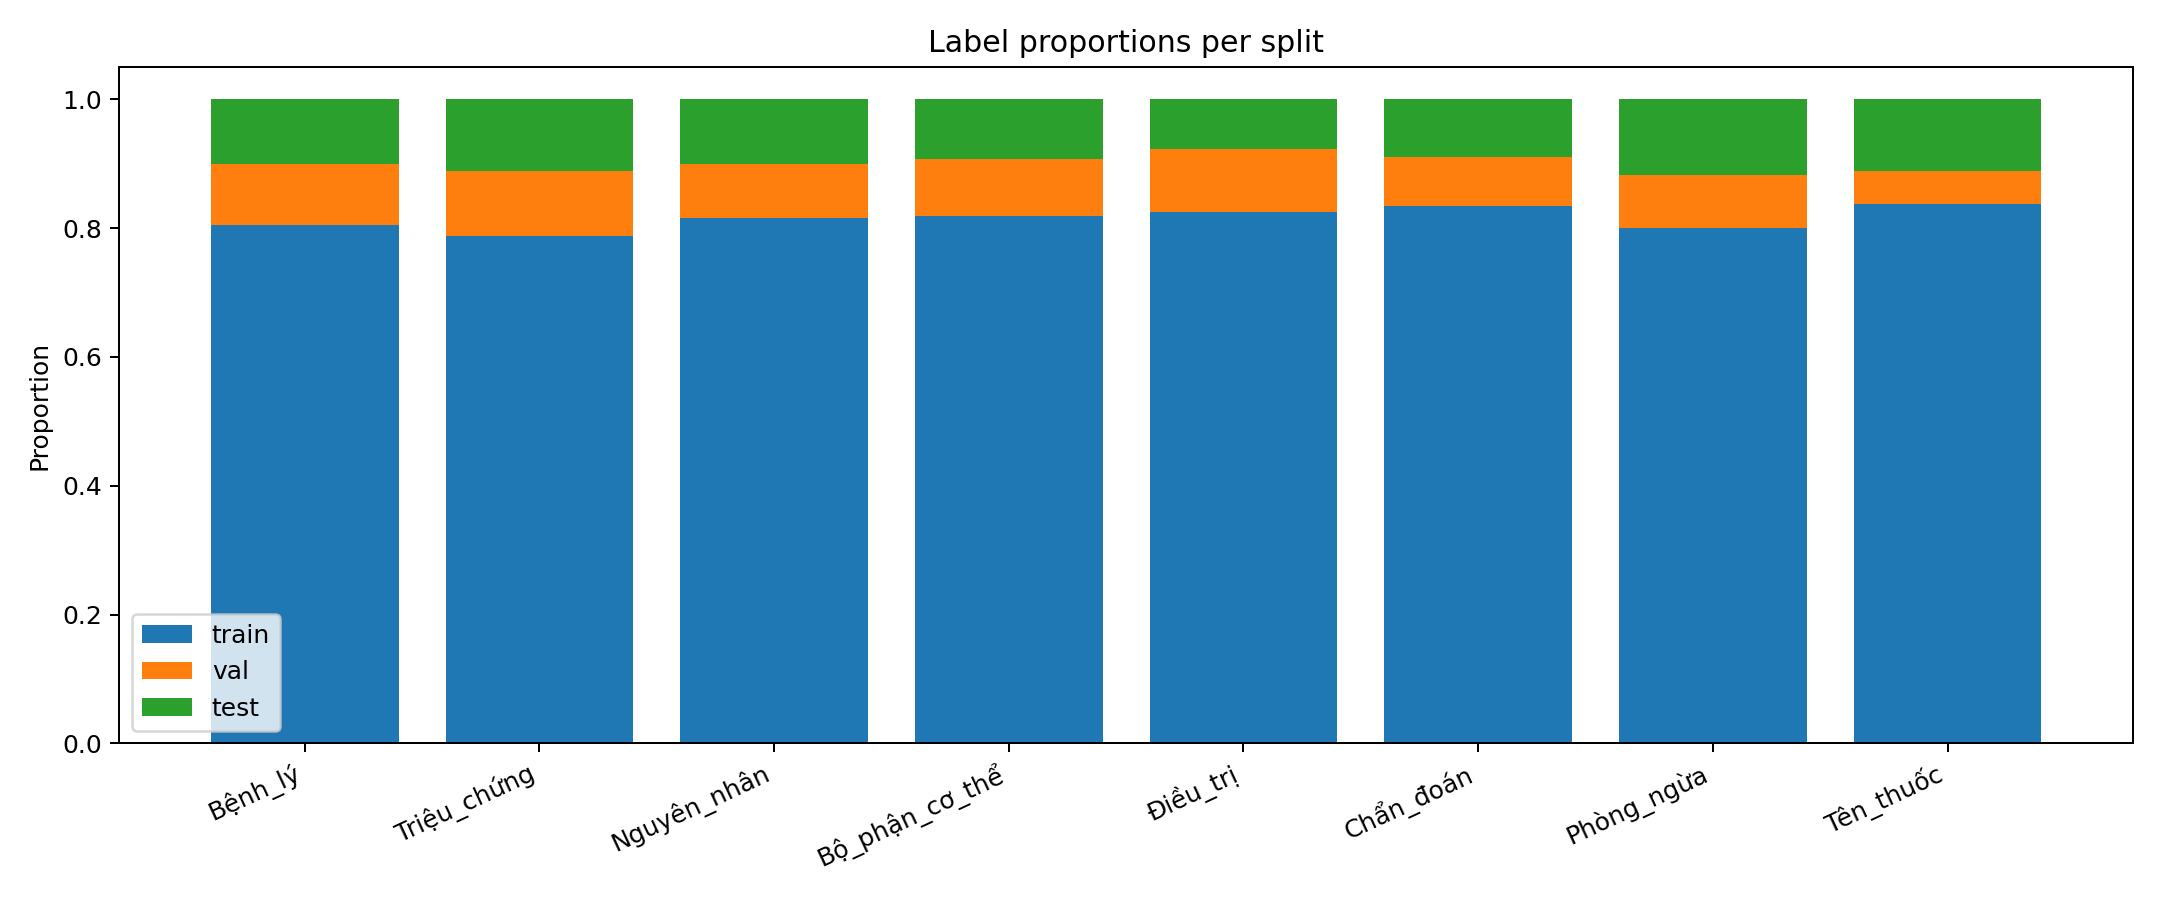 Label proportions per split
Proportion
1.0
0.8
0.6
0.4
0.2
0.0
train
val
test
Bệnh_lý
Triệu_chứng
Nguyên_nhân
Bộ_phận_cơ_thể
Điều_trị
Chẩn_đoán
Phòng_ngừa
Tên_thuốc